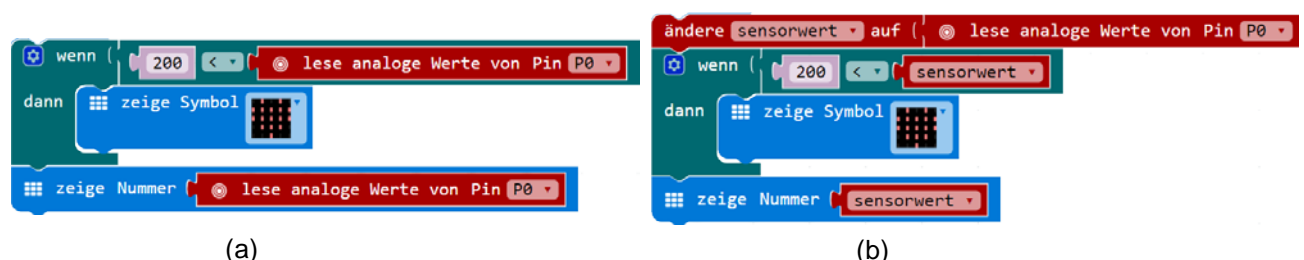 wenn ( 200 < ( lese analoge Werte von Pin P0
dann zeige Symbol
zeige Nummer ( lese analoge Werte von Pin P0
(a)
ändere sensorwert auf ( lese analoge Werte von Pin P0
wenn ( 200 < ( sensorwert
dann zeige Symbol
zeige Nummer ( sensorwert
(b)